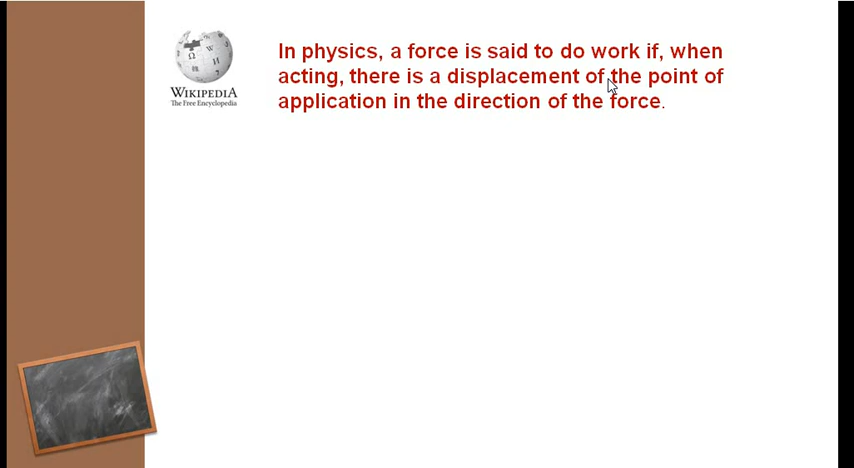 WIKIPEDIA
The Free Encyclopedia
In physics, a force is said to do work if, when
acting, there is a displacement of the point of
application in the direction of the force.